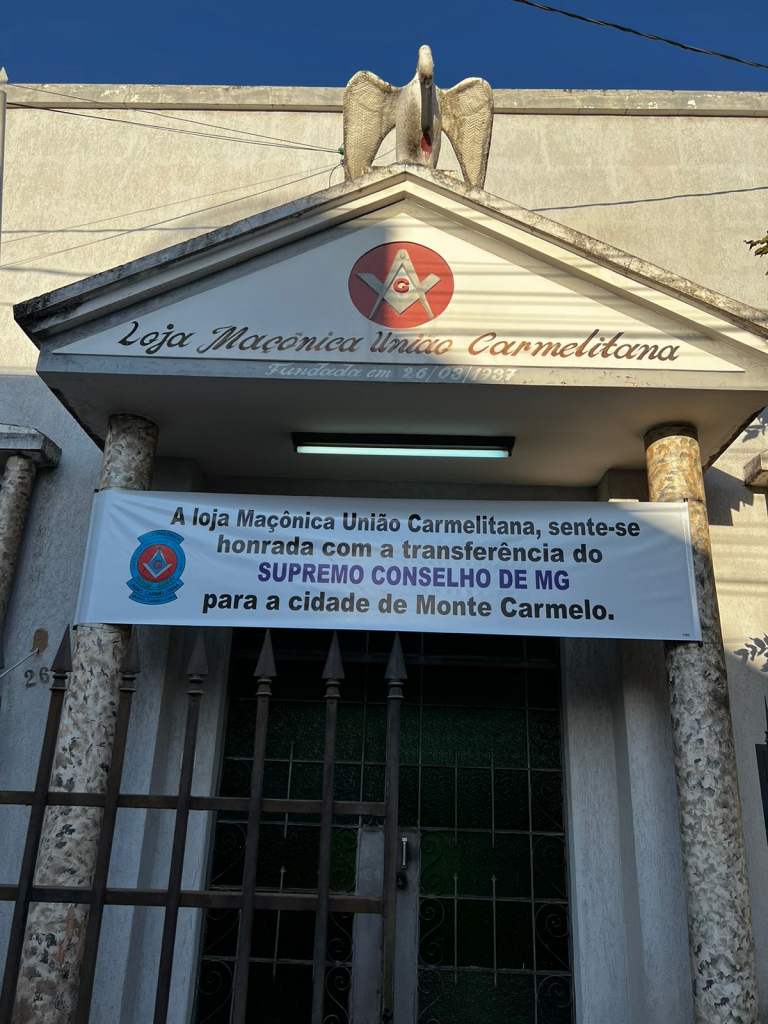 G
Loja Maçônica União Carmelitana
Fundada em 26/08/1937
A loja Maçônica União Carmelitana, sente-se
honrada com a transferência do
SUPREMO CONSELHO DE MG
para a cidade de Monte Carmelo.
26